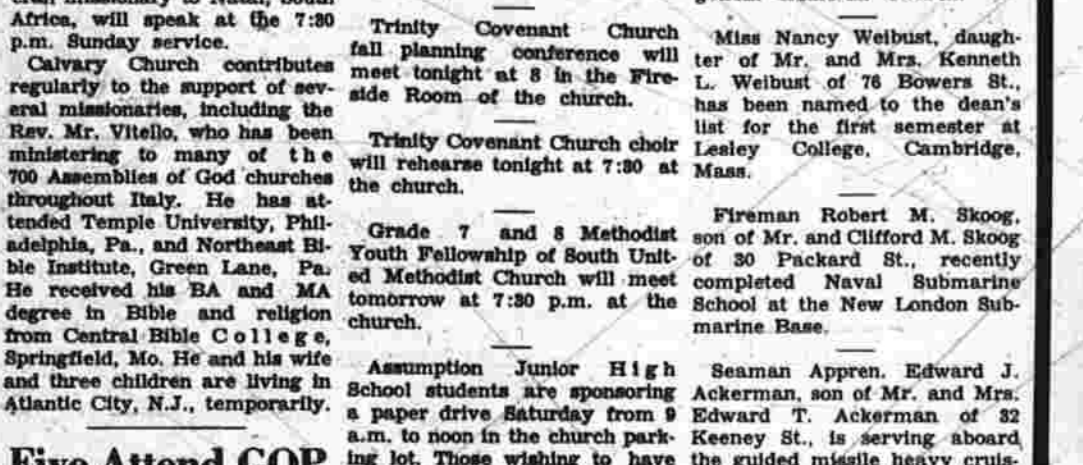 Africa, will speak at the 7:30
p.m. Sunday service.
Calvary Church contributes
regularly to the support of sev-
eral missionaries, including the
Rev. Mr. Vitello, who has been
ministering to many of the
700 Assemblies of God churches
throughout Italy. He has at-
tended Temple University, Phil-
adelphia, Pa., and Northeast Bi-
ble Institute, Green Lane, Pa.
He received his BA and MA
degree in Bible and religion
from Central Bible College,
Springfield, Mo. He and his wife
and three children are living in
Atlantic City, N.J., temporarily.
Five Attend GOP
Trinity Covenant Church
fall planning conference will
meet tonight at 8 in the Fire-
side Room of the church.
Trinity Covenant Church choir
will rehearse tonight at 7:30 at
the church.
Grade 7 and 8 Methodist
Youth Fellowship of South Unit-
ed Methodist Church will meet
tomorrow at 7:30 p.m. at the
church.
Assumption Junior High
School students are sponsoring
a paper drive Saturday from 9
a.m. to noon in the church park-
ing lot. Those wishing to have
Miss Nancy Weibust, daugh-
ter of Mr. and Mrs. Kenneth
L. Weibust of 76 Bowers St.,
has been named to the dean's
list for the first semester at
Lesley College, Cambridge,
Mass.
Fireman Robert M. Skoog,
son of Mr. and Clifford M. Skoog
of 30 Packard St., recently
completed Naval Submarine
School at the New London Sub-
marine Base.
Seaman Appren. Edward J.
Ackerman, son of Mr. and Mrs.
Edward T. Ackerman of 32
Keeney St., is serving aboard
the guided missile heavy cruis-